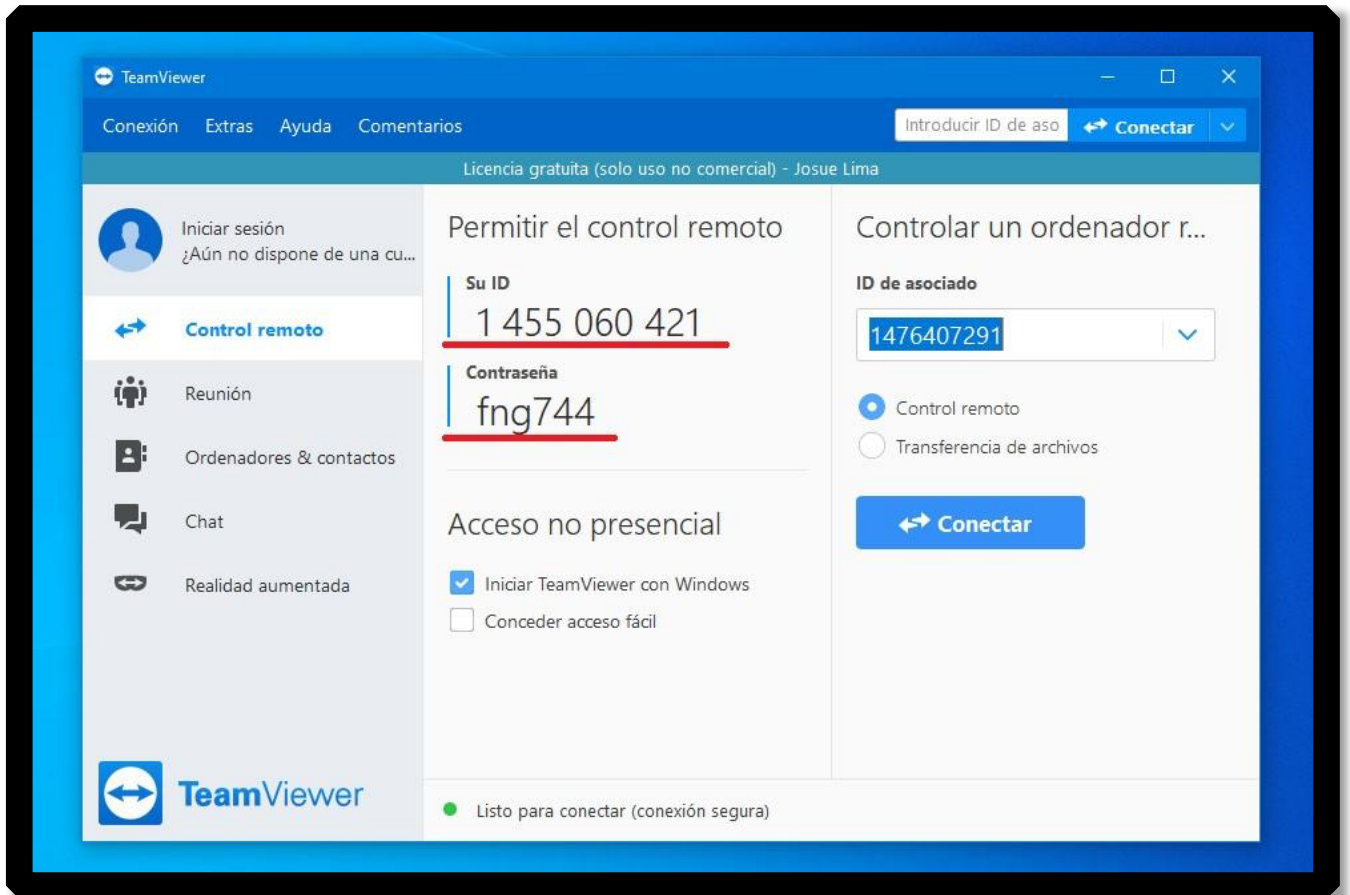 TeamViewer
Conexión Extras Ayuda Comentarios
Introducir ID de aso Conectar
Licencia gratuita (solo uso no comercial) - Josue Lima
Iniciar sesión
¿Aún no dispone de una cu...
Control remoto
Reunión
Ordenadores & contactos
Chat
Realidad aumentada
TeamViewer
Permitir el control remoto
Su ID
1 455 060 421
Contraseña
fng744
Acceso no presencial
Iniciar TeamViewer con Windows
Conceder acceso fácil
Controlar un ordenador r...
ID de asociado
1476407291
Control remoto
Transferencia de archivos
Conectar
Listo para conectar (conexión segura)